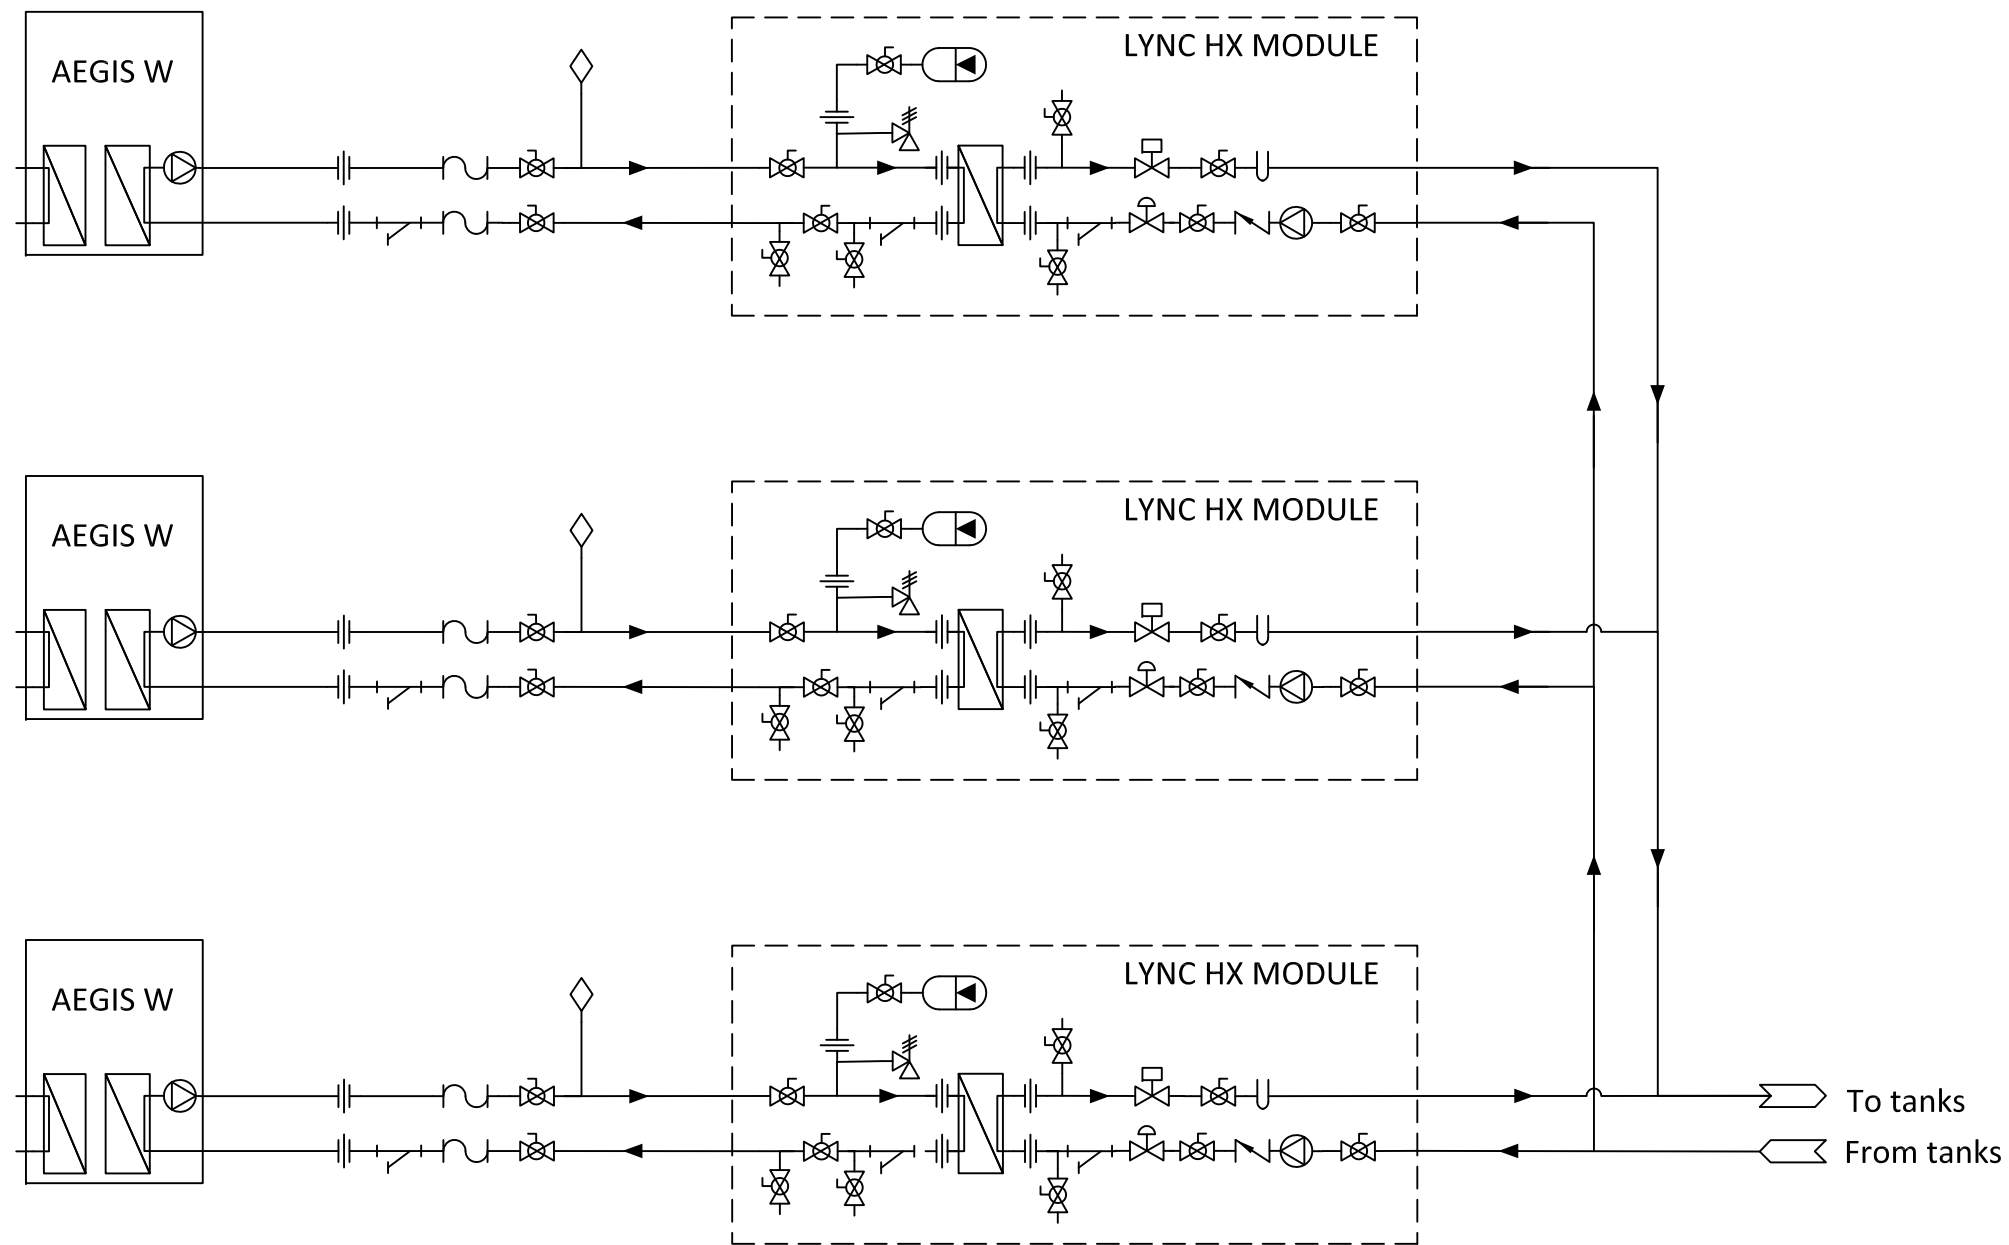 LYNC HX MODULE
AEGIS W
LYNC HX MODULE
AEGIS W
LYNC HX MODULE
AEGIS W
To tanks
From tanks